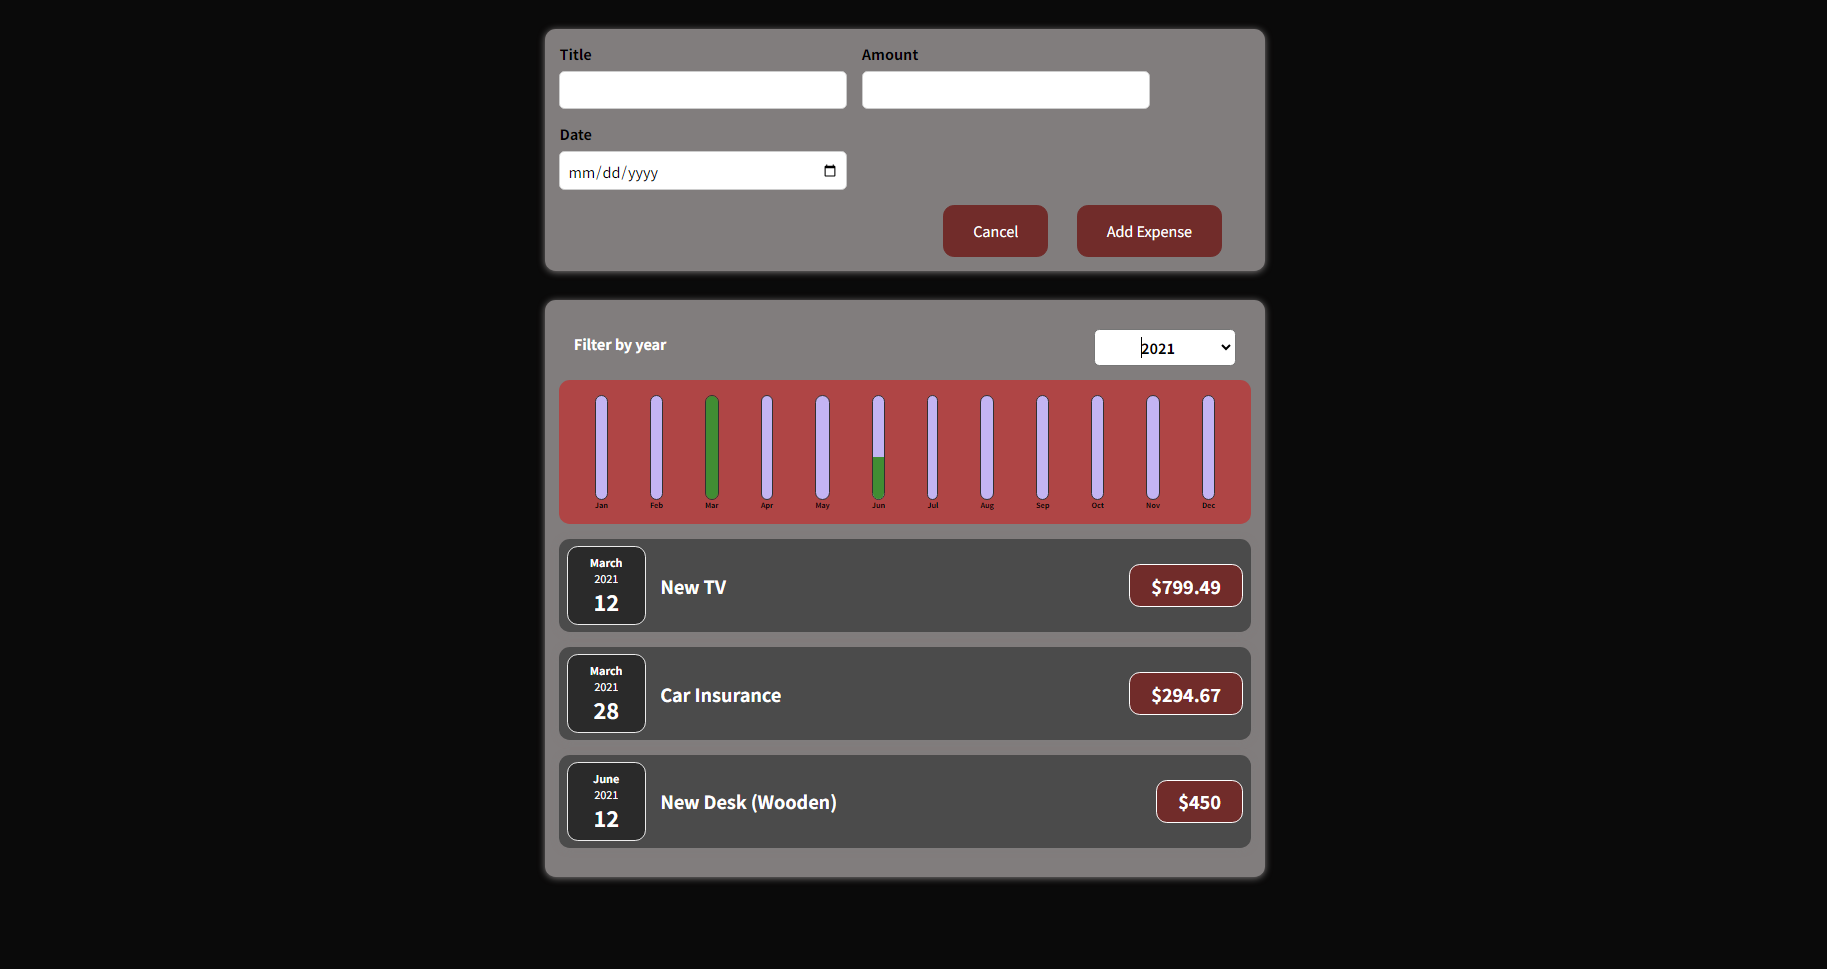 Title Amount
Date
mm/dd/yyyy
Cancel Add Expense
Filter by year 2021
Jan Feb Mar Apr May Jun Jul Aug Sep Oct Nov Dec
March
2021
12
New TV
$799.49
March
2021
28
Car Insurance
$294.67
June
2021
12
New Desk (Wooden)
$450